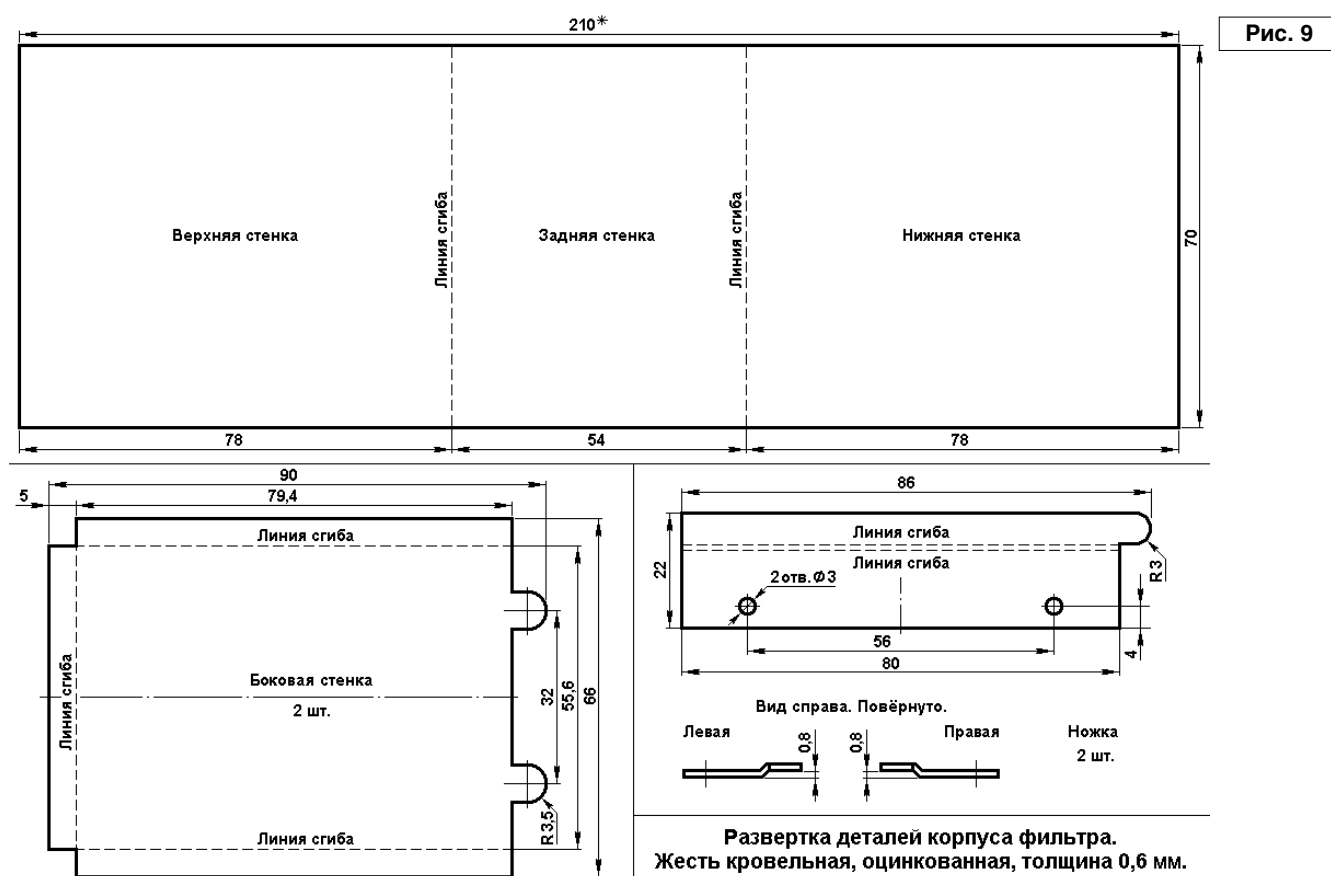 210*
Рис. 9
Верхняя стенка
Линия сгиба
Задняя стенка
Линия сгиба
Нижняя стенка
70
78
54
78
90
5
79,4
Линия сгиба
Линия сгиба
Боковая стенка
2 шт.
32
55,6
66
R3,5
Линия сгиба
86
Линия сгиба
Линия сгиба
22
2отв.Ф3
R3
56
4
80
Вид справа. Повёрнуто.
Левая
0,8
0,8
Правая
Ножка
2 шт.
Развертка деталей корпуса фильтра.
Жесть кровельная, оцинкованная, толщина 0,6 мм.